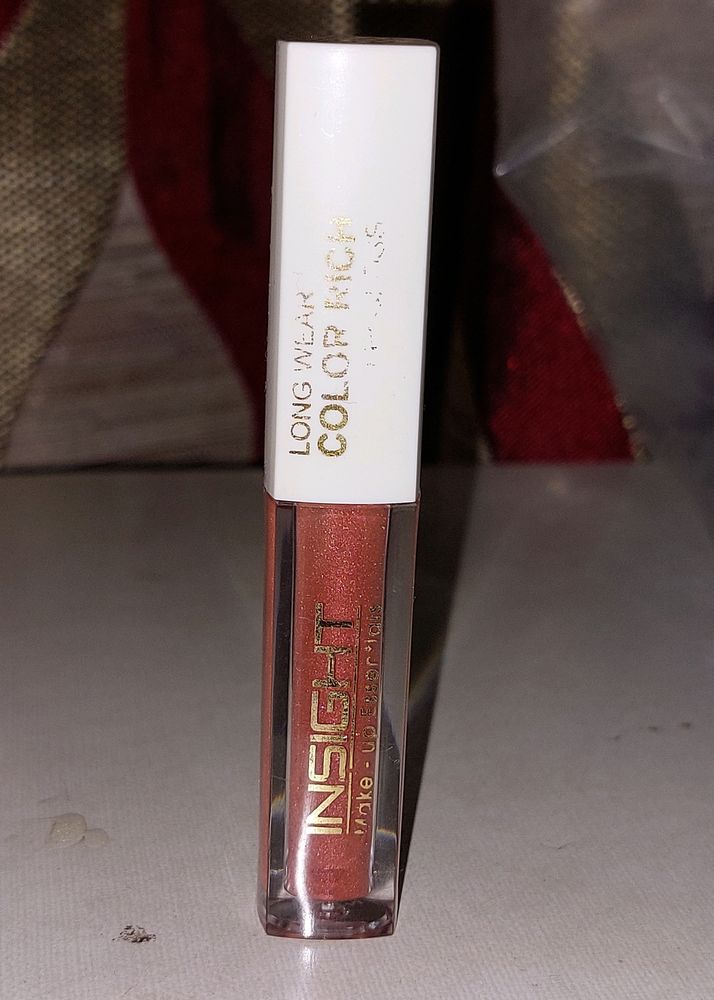 LONG WEAR
COLOR RICH
INSIGHT
Make-up Essentials